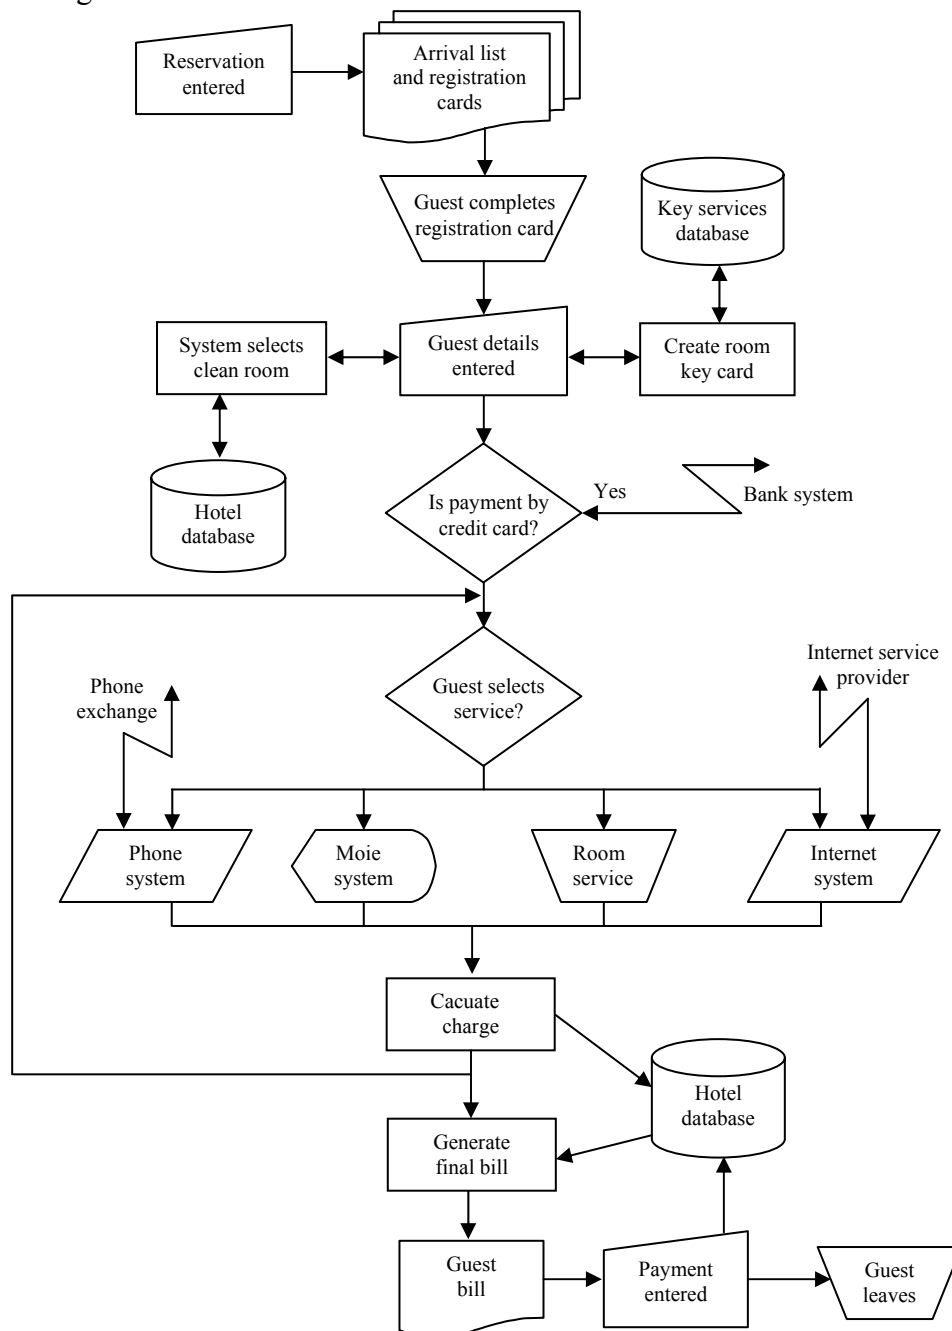 Reservation
entered
Arrival list
and registration
cards
Guest completes
registration card
Key services
database
System selects
clean room
Guest details
entered
Create room
key card
Hotel
database
Is payment by
credit card?
Yes
Bank system
Guest selects
service?
Phone
exchange
Internet service
provider
Phone
system
Moie
system
Room
service
Internet
system
Cacuate
charge
Hotel
database
Generate
final bill
Guest
bill
Payment
entered
Guest
leaves